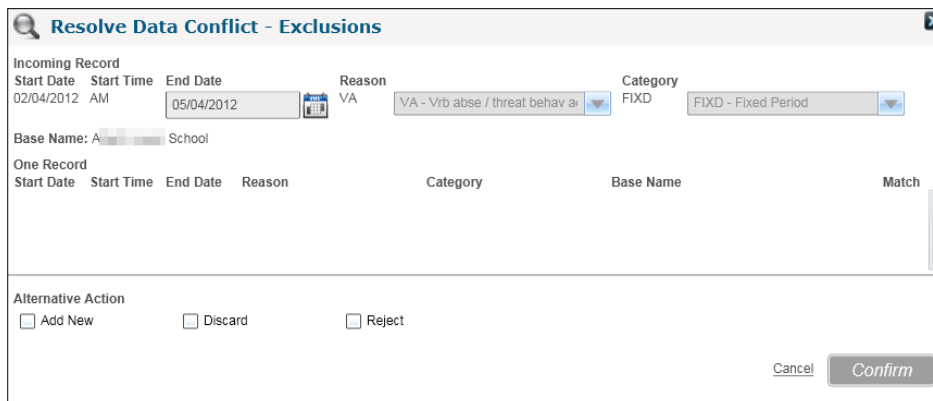 Resolve Data Conflict - Exclusions
Incoming Record
Start Date Start Time End Date Reason Category
02/04/2012 AM 05/04/2012 VA VA - Vrb abse / threat behav FIXD FIXD - Fixed Period
Base Name: School
One Record
Start Date Start Time End Date Reason Category Base Name Match
Alternative Action
Add New Discard Reject
Cancel Confirm